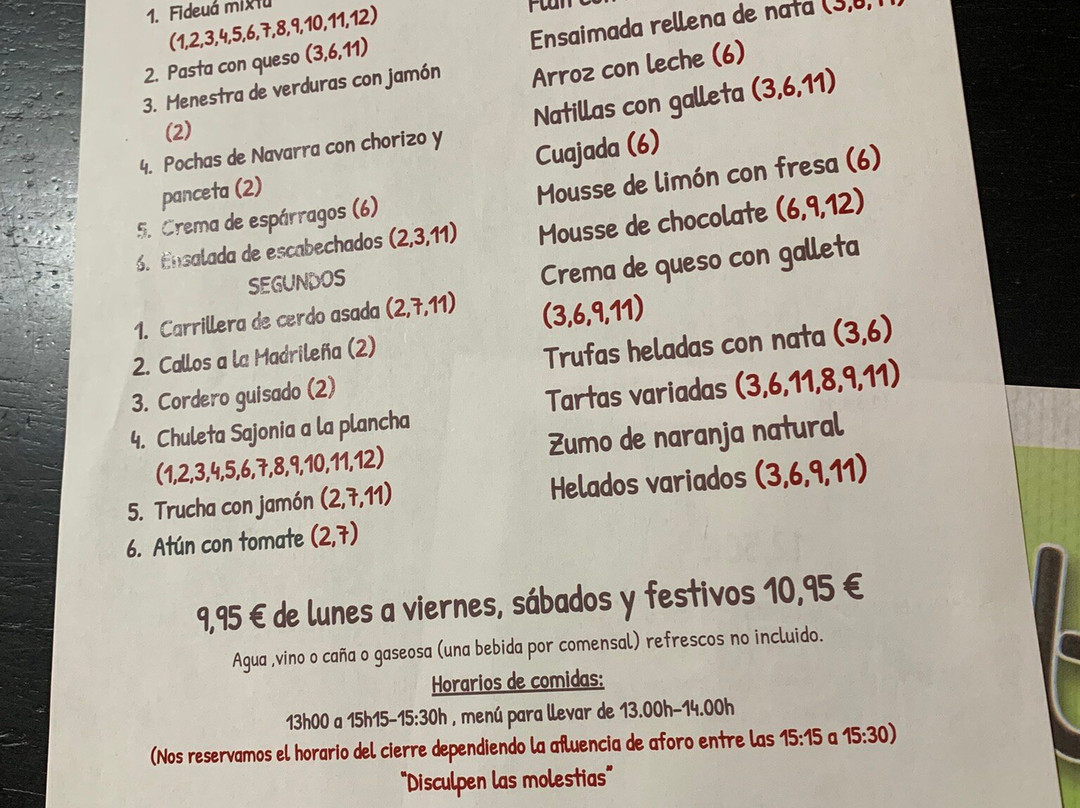 1. Fideuá mixta
(1,2,3,4,5,6,7,8,9,10,11,12)
2. Pasta con queso (3,6,11)
3. Menestra de verduras con jamón
(2)
4. Pochas de Navarra con chorizo y
panceta (2)
5. Crema de espárragos (6)
6. Ensalada de escabechados (2,3,11)
SEGUNDOS
1. Carrillera de cerdo asada (2,7,11)
2. Callos a la Madrileña (2)
3. Cordero guisado (2)
4. Chuleta Sajonia a la plancha
(1,2,3,4,5,6,7,8,9,10,11,12)
5. Trucha con jamón (2,7,11)
6. Atún con tomate (2,7)
Ensaimada rellena de nata
Arroz con leche (6)
Natillas con galleta (3,6,11)
Cuajada (6)
Mousse de limón con fresa (6)
Mousse de chocolate (6,9,12)
Crema de queso con galleta
(3,6,9,11)
Trufas heladas con nata (3,6)
Tartas variadas (3,6,11,8,9,11)
Zumo de naranja natural
Helados variados (3,6,9,11)
9,95 € de lunes a viernes, sábados y festivos 10,95 €
Agua ,vino o caña o gaseosa (una bebida por comensal) refrescos no incluido.
Horarios de comidas:
13h00 a 15h15-15:30h , menú para llevar de 13.00h-14.00h
(Nos reservamos el horario del cierre dependiendo la afluencia de aforo entre las 15:15 a 15:30)
"Disculpen las molestias"